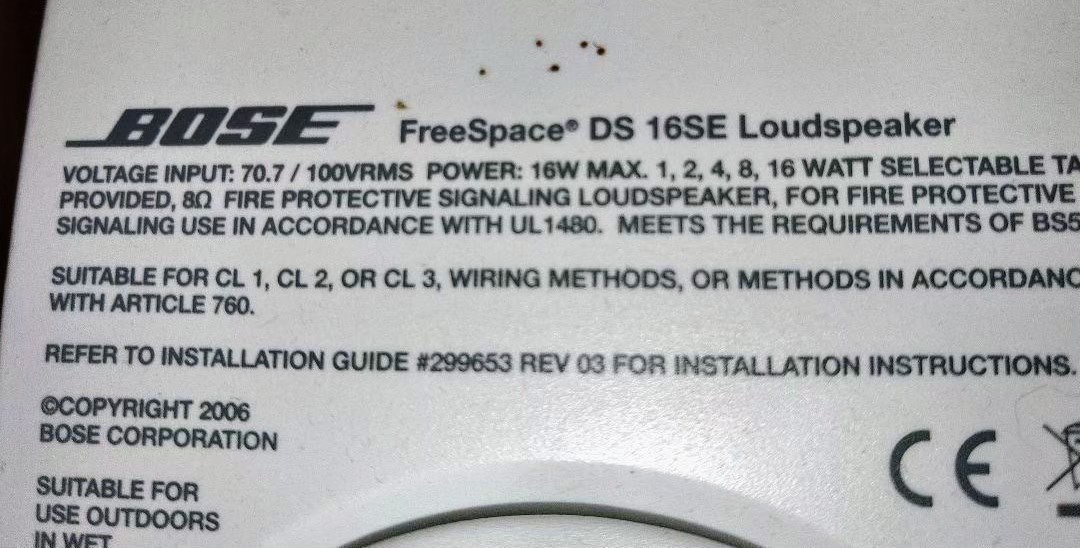 BOSE FreeSpace® DS 16SE Loudspeaker
VOLTAGE INPUT: 70.7 / 100VRMS POWER: 16W MAX. 1, 2, 4, 8, 16 WATT SELECTABLE TA
PROVIDED, 8Ω FIRE PROTECTIVE SIGNALING LOUDSPEAKER, FOR FIRE PROTECTIVE
SIGNALING USE IN ACCORDANCE WITH UL1480. MEETS THE REQUIREMENTS OF BS5
SUITABLE FOR CL 1, CL 2, OR CL 3, WIRING METHODS, OR METHODS IN ACCORDANC
WITH ARTICLE 760.
REFER TO INSTALLATION GUIDE #299653 REV 03 FOR INSTALLATION INSTRUCTIONS.
©COPYRIGHT 2006
BOSE CORPORATION
CE
SUITABLE FOR
USE OUTDOORS
IN WET